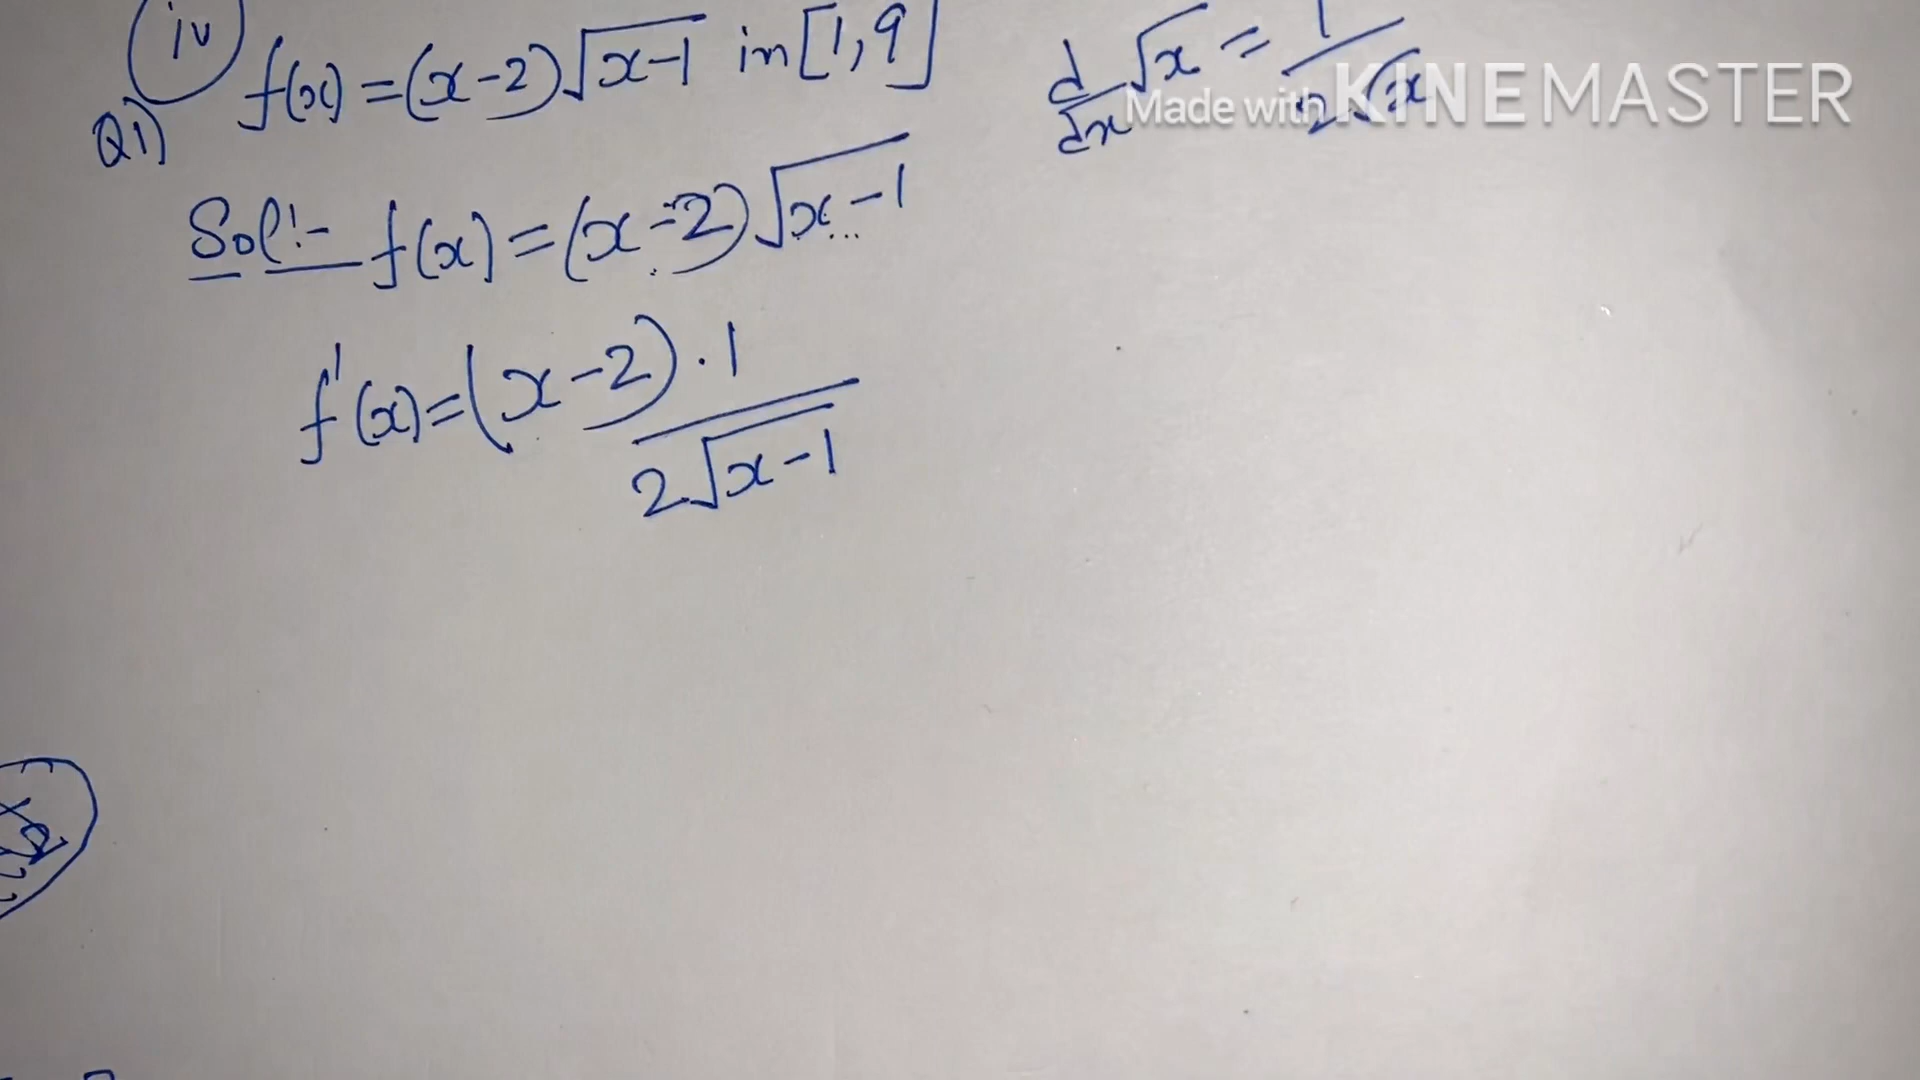 iv
f(x) = (x-2)√(x-1) in [1,9]
d/dx √x = 1/(2√x)
Made with KINEMASTER
Q1)
Sol:- f(x) = (x-2)√(x-1)
f'(x) = (x-2)·1/(2√(x-1))